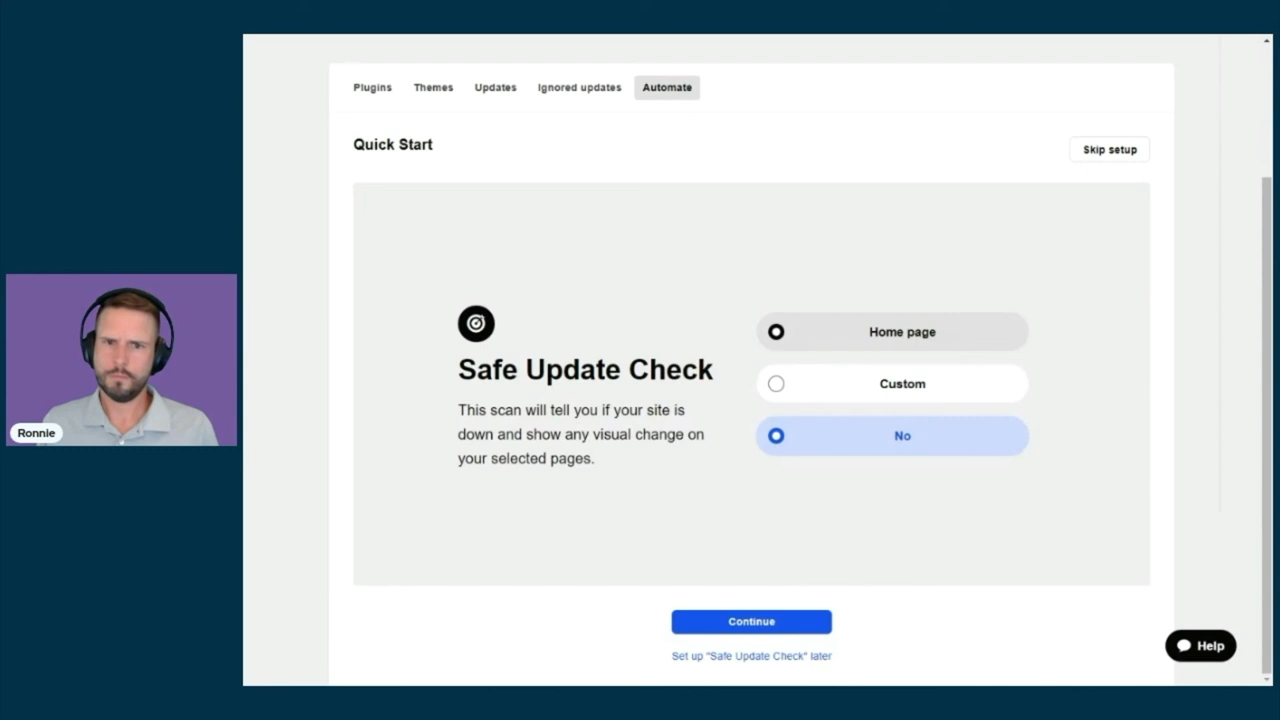 Plugins Themes Updates Ignored updates Automate
Quick Start
Skip setup
Safe Update Check
This scan will tell you if your site is
down and show any visual change on
your selected pages.
Home page
Custom
No
Continue
Set up "Safe Update Check" later
Help
Ronnie